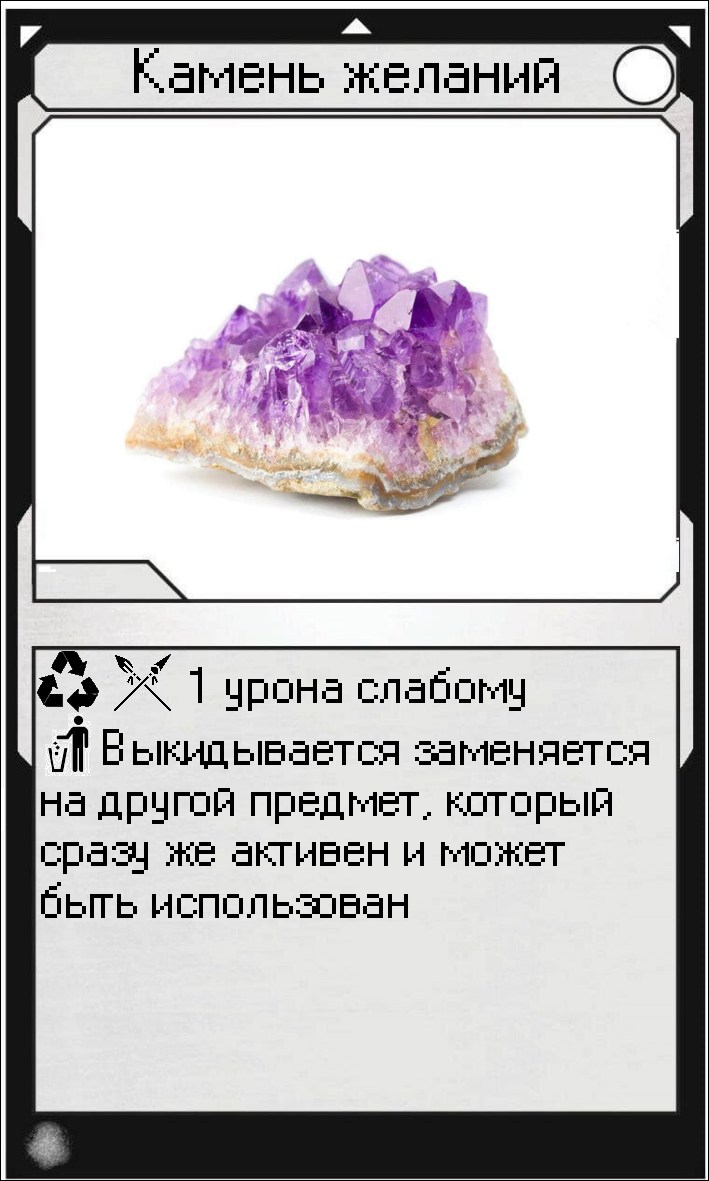 Камень желаний
1 урона слабому
Выкидывается заменяется
на другой предмет, который
сразу же активен и может
быть использован